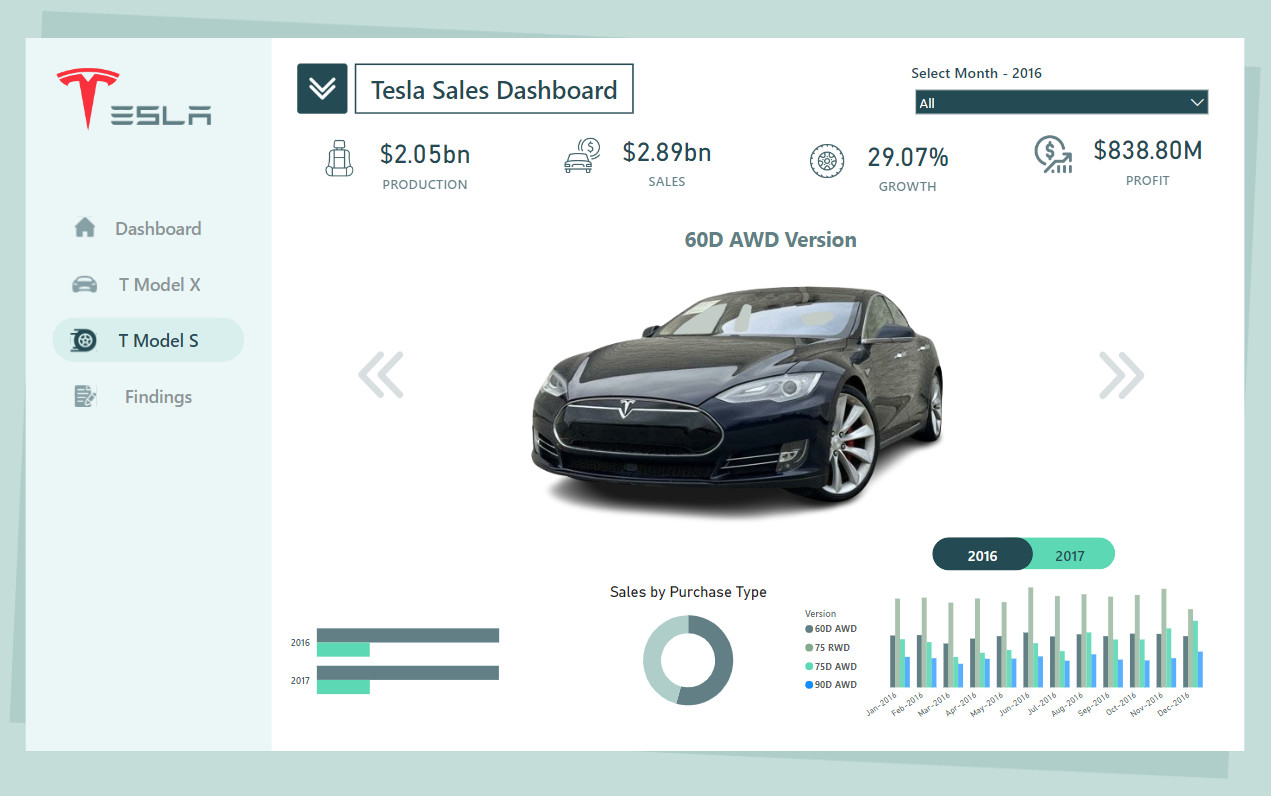 TESLA
Dashboard
T Model X
T Model S
Findings
Tesla Sales Dashboard
Select Month - 2016
All
$2.05bn
PRODUCTION
$2.89bn
SALES
29.07%
GROWTH
$838.80M
PROFIT
60D AWD Version
2016
2017
2016
2017
Sales by Purchase Type
Version
60D AWD
75 RWD
75D AWD
90D AWD
Jan-2016
Feb-2016
Mar-2016
Apr-2016
May-2016
Jun-2016
Jul-2016
Aug-2016
Sep-2016
Oct-2016
Nov-2016
Dec-2016